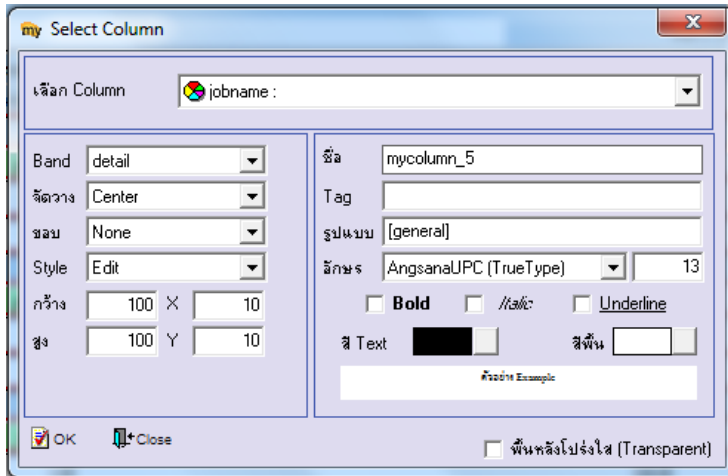 my Select Column
เลือก Column jobname :
Band detail
จัดวาง Center
ขอบ None
Style Edit
กว้าง 100 X 10
สูง 100 Y 10
ชื่อ mycolumn_5
Tag
รูปแบบ [general]
อักษร AngsanaUPC (TrueType) 13
Bold Italic Underline
สี Text สีพื้น
ตัวอย่าง Example
OK Close
พื้นหลังโปร่งใส (Transparent)